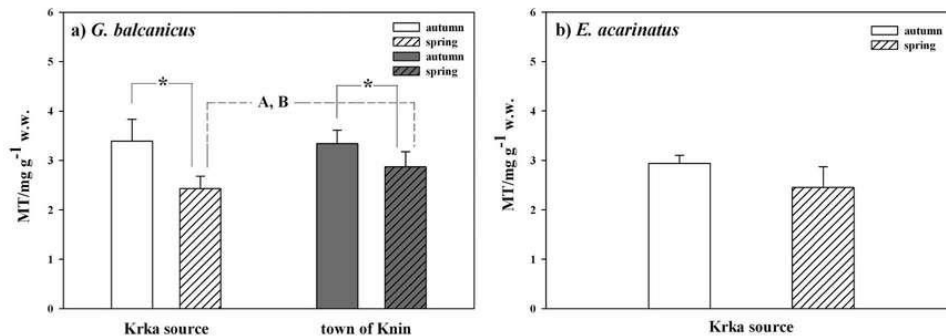 a) G. balcanicus
autumn
spring
autumn
spring
*
*
A, B
MT/mg g⁻¹ w.w.
6
5
4
3
2
1
0
Krka source
town of Knin
b) E. acarinatus
autumn
spring
MT/mg g⁻¹ w.w.
6
5
4
3
2
1
0
Krka source